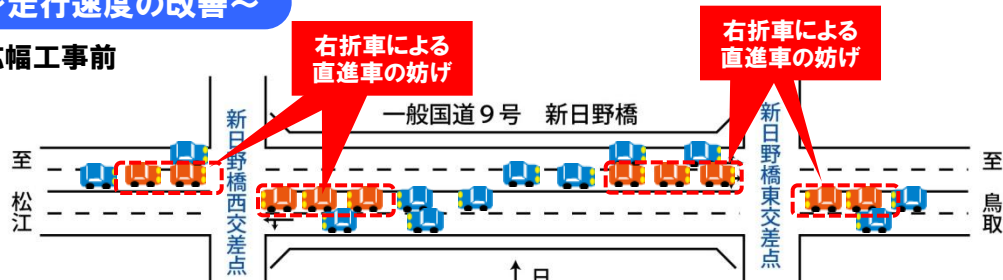 走行速度の改善～
幅工事前
右折車による
直進車の妨げ
右折車による
直進車の妨げ
一般国道９号　新日野橋
新日野橋西交差点
新日野橋東交差点
至
松江
至
鳥取
日